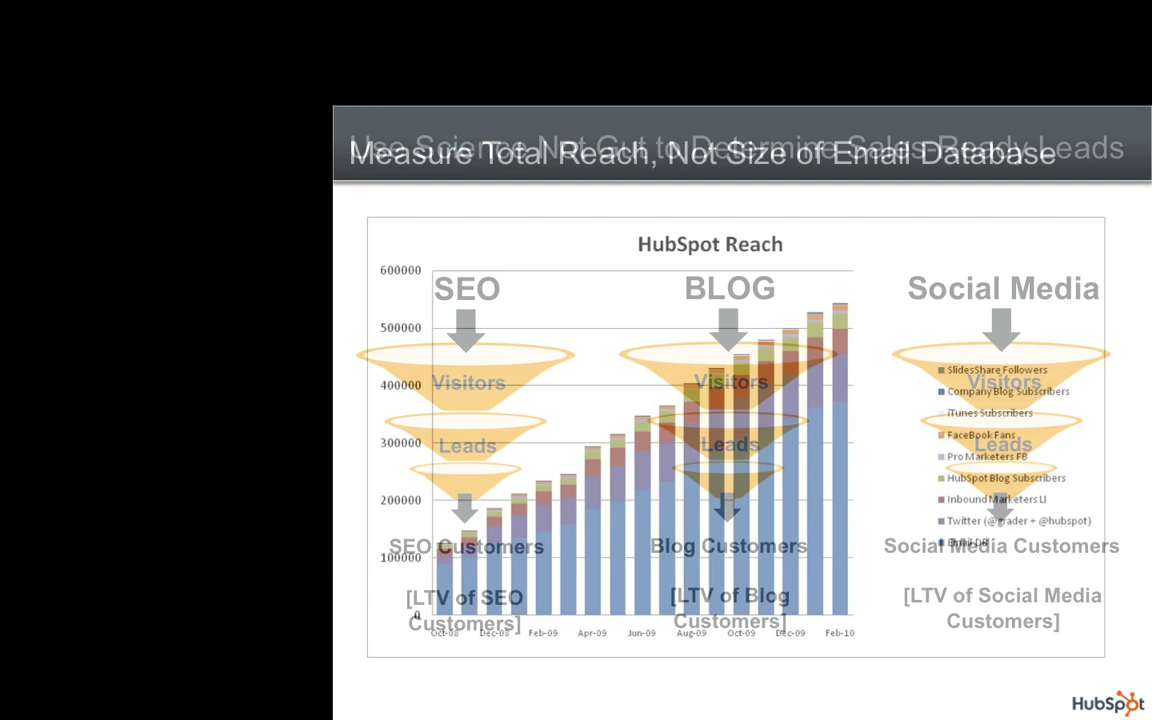 Use Science Not Gut to Determine Sales-Ready Leads
Measure Total Reach, Not Size of Email Database
HubSpot Reach
600000
500000
400000
300000
200000
100000
0
Oct-08
Dec-08
Feb-09
Apr-09
Jun-09
Aug-09
Oct-09
Dec-09
Feb-10
SlidesShare Followers
Company Blog Subscribers
iTunes Subscribers
FaceBook Fans
Pro Marketers FB
HubSpot Blog Subscribers
Inbound Marketers LI
Twitter (@grader + @hubspot)
Email DB
SEO
Visitors
Leads
SEO Customers
[LTV of SEO
Customers]
BLOG
Visitors
Leads
Blog Customers
[LTV of Blog
Customers]
Social Media
Visitors
Leads
Social Media Customers
[LTV of Social Media
Customers]
HubSpot